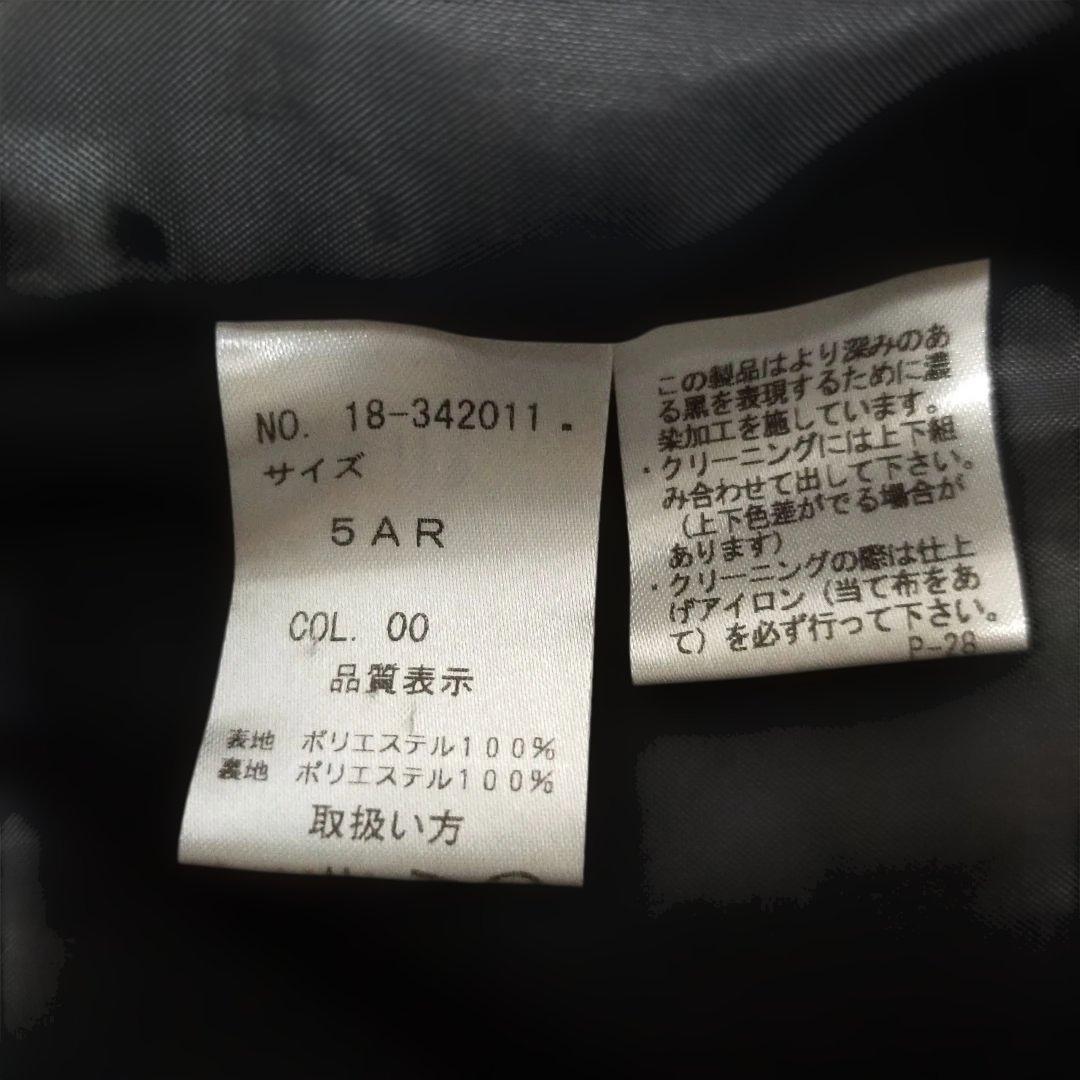 NO. 18-342011.
サイズ
5AR
COL. 00
品質表示
表地 ポリエステル100%
裏地 ポリエステル100%
取扱い方
この製品はより深みのあ
る黒を表現するために濃
染加工を施しています。
・クリーニングには上下組
み合わせて出して下さい。
(上下色差がでる場合が
あります)
・クリーニングの際は仕上
げアイロン(当て布をあ
て)を必ず行って下さい。
P-28